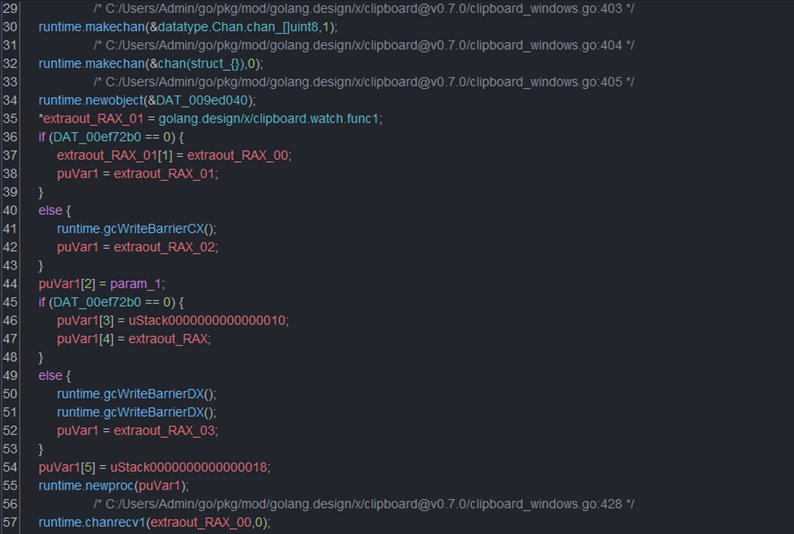 29 /* C:/Users/Admin/go/pkg/mod/golang.design/x/clipboard@v0.7.0/clipboard_windows.go:403 */
30 runtime.makechan(&datatype.Chan.chan_[]uint8,1);
31 /* C:/Users/Admin/go/pkg/mod/golang.design/x/clipboard@v0.7.0/clipboard_windows.go:404 */
32 runtime.makechan(&chan(struct_{}),0);
33 /* C:/Users/Admin/go/pkg/mod/golang.design/x/clipboard@v0.7.0/clipboard_windows.go:405 */
34 runtime.newobject(&DAT_009ed040);
35 *extraout_RAX_01 = golang.design/x/clipboard.watch.func1;
36 if (DAT_00ef72b0 == 0) {
37 extraout_RAX_01[1] = extraout_RAX_00;
38 puVar1 = extraout_RAX_01;
39 }
40 else {
41 runtime.gcWriteBarrierCX();
42 puVar1 = extraout_RAX_02;
43 }
44 puVar1[2] = param_1;
45 if (DAT_00ef72b0 == 0) {
46 puVar1[3] = uStack0000000000000010;
47 puVar1[4] = extraout_RAX;
48 }
49 else {
50 runtime.gcWriteBarrierDX();
51 runtime.gcWriteBarrierDX();
52 puVar1 = extraout_RAX_03;
53 }
54 puVar1[5] = uStack0000000000000018;
55 runtime.newproc(puVar1);
56 /* C:/Users/Admin/go/pkg/mod/golang.design/x/clipboard@v0.7.0/clipboard_windows.go:428 */
57 runtime.chanrecv1(extraout_RAX_00,0);